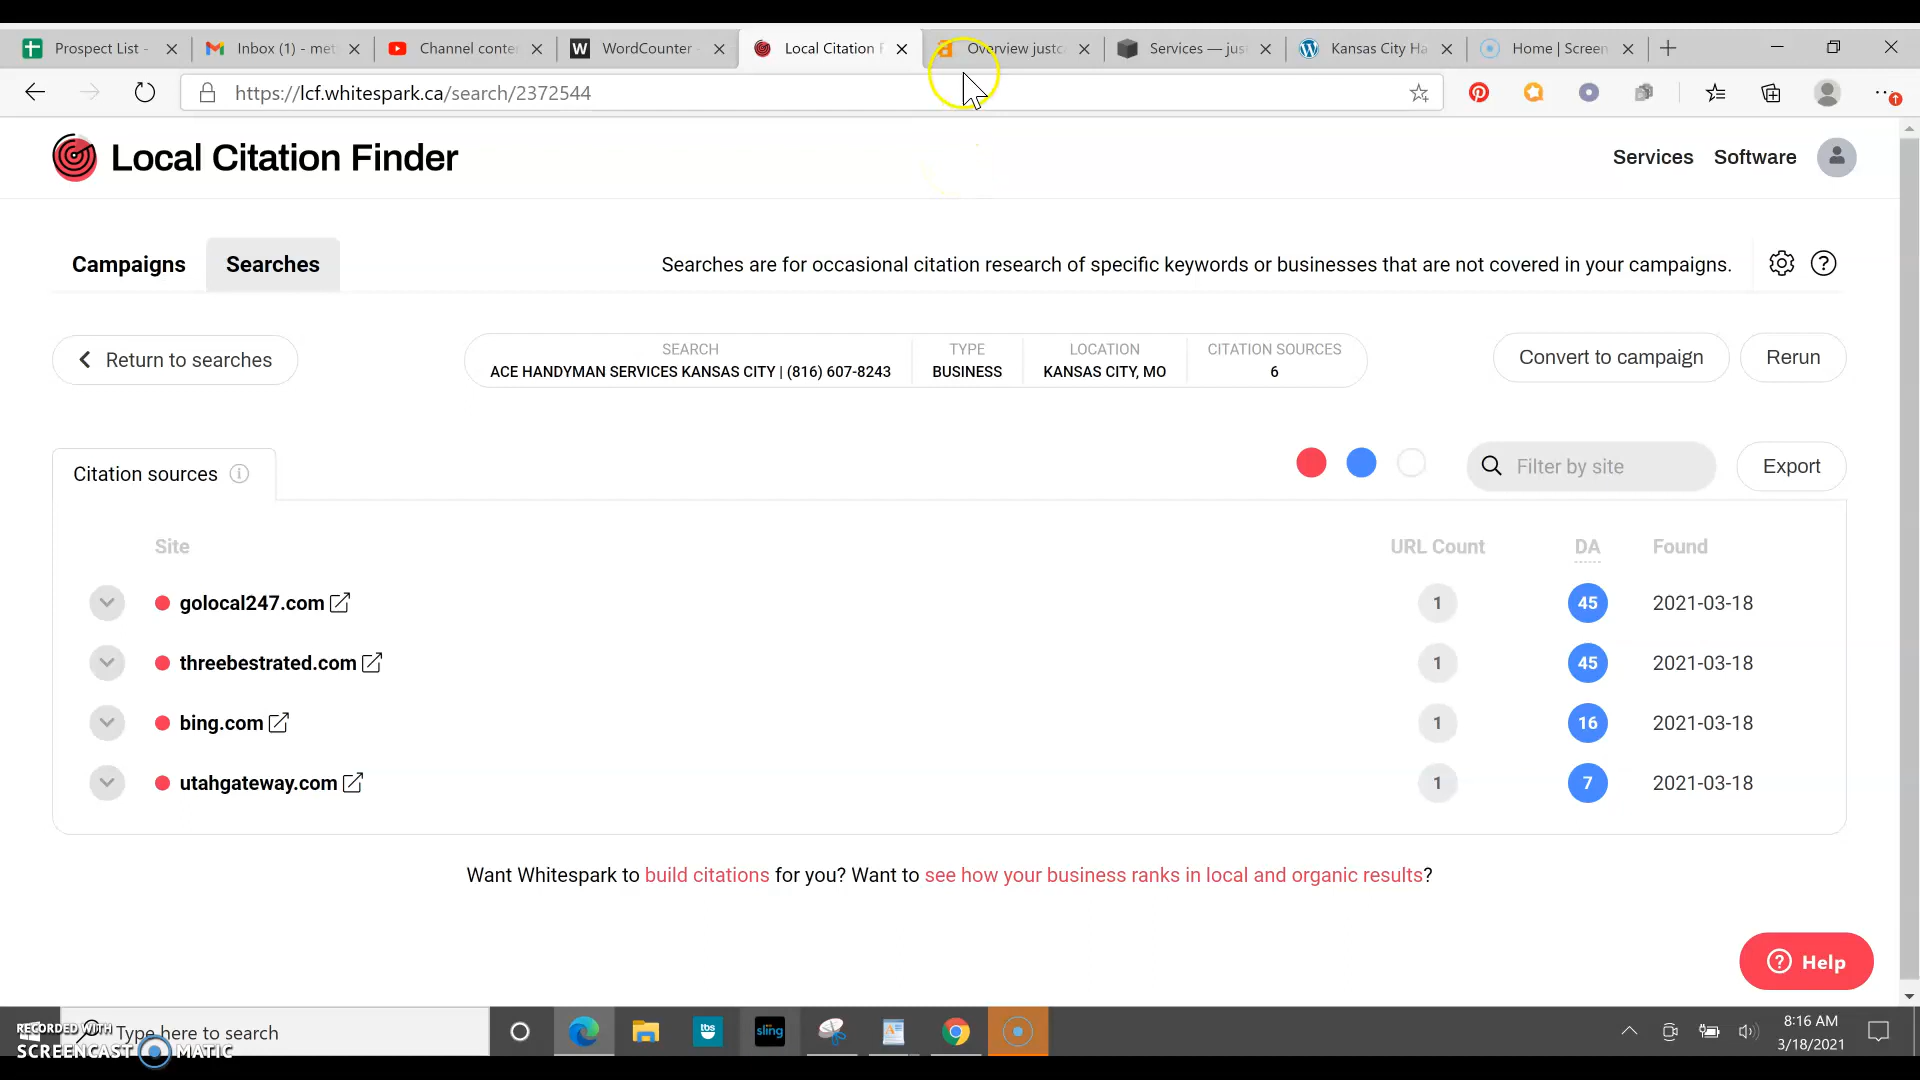 Prospect List -
Inbox (1) - met
Channel conte
WordCounter
Local Citation F
Overview justc
Services — jus
Kansas City Ha
Home | Screen
https://lcf.whitespark.ca/search/2372544
Local Citation Finder
Services Software
Campaigns Searches
Searches are for occasional citation research of specific keywords or businesses that are not covered in your campaigns.
Return to searches
SEARCH TYPE LOCATION CITATION SOURCES
ACE HANDYMAN SERVICES KANSAS CITY | (816) 607-8243 BUSINESS KANSAS CITY, MO 6
Convert to campaign Rerun
Citation sources
Filter by site
Export
Site URL Count DA Found
golocal247.com 1 45 2021-03-18
threebestrated.com 1 45 2021-03-18
bing.com 1 16 2021-03-18
utahgateway.com 1 7 2021-03-18
Want Whitespark to build citations for you? Want to see how your business ranks in local and organic results?
Help
Type here to search
RECORDED WITH
SCREENCAST MATIC
tbs
sling
8:16 AM
3/18/2021